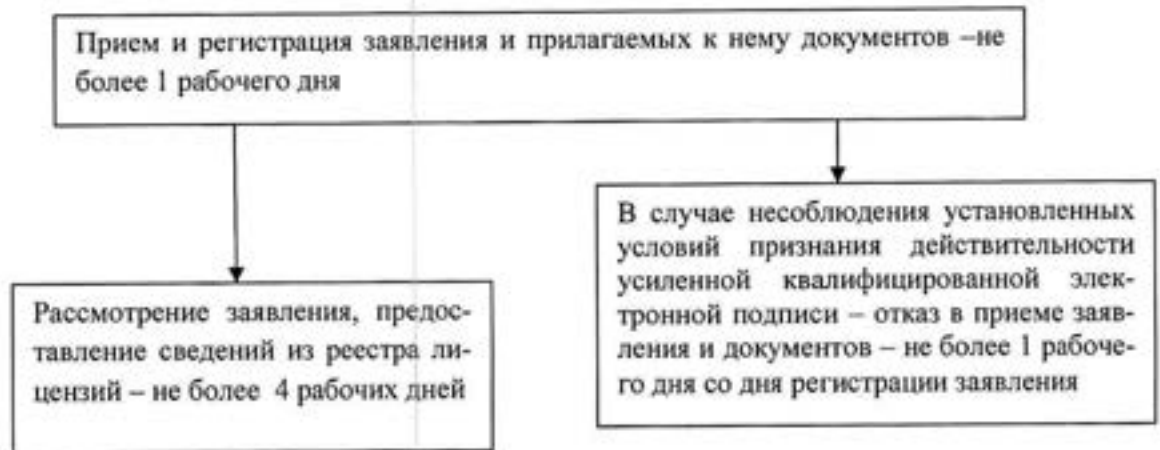 Прием и регистрация заявления и прилагаемых к нему документов –не
более 1 рабочего дня
Рассмотрение заявления, предос-
тавление сведений из реестра ли-
цензий – не более 4 рабочих дней
В случае несоблюдения установленных
условий признания действительности
усиленной квалифицированной элек-
тронной подписи – отказ в приеме заяв-
ления и документов – не более 1 рабоче-
го дня со дня регистрации заявления